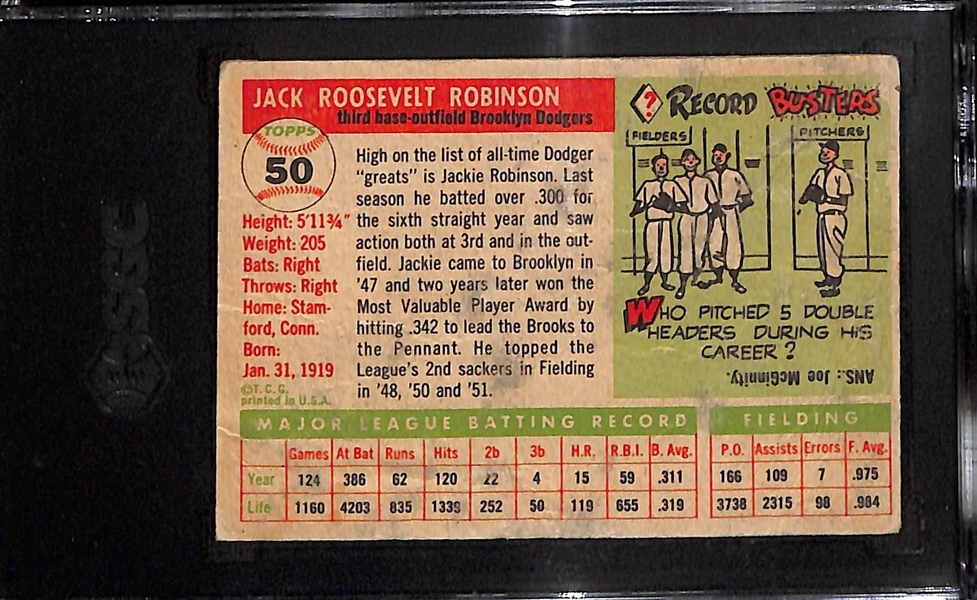 JACK ROOSEVELT ROBINSON
third base-outfield Brooklyn Dodgers
TOPPS
50
Height: 5'11¾"
Weight: 205
Bats: Right
Throws: Right
Home: Stam-
ford, Conn.
Born:
Jan. 31, 1919
©T. C. G.
printed in U.S.A.
High on the list of all-time Dodger
"greats" is Jackie Robinson. Last
season he batted over .300 for
the sixth straight year and saw
action both at 3rd and in the out-
field. Jackie came to Brooklyn in
'47 and two years later won the
Most Valuable Player Award by
hitting .342 to lead the Brooks to
the Pennant. He topped the
League's 2nd sackers in Fielding
in '48, '50 and '51.
? RECORD BUSTERS
FIELDERS
PITCHERS
WHO PITCHED 5 DOUBLE
HEADERS DURING HIS
CAREER?
ANS.: Joe McGinnity.
MAJOR LEAGUE BATTING RECORD FIELDING
Games At Bat Runs Hits 2b 3b H.R. R.B.I. B. Avg. P.O. Assists Errors F. Avg.
Year 124 386 62 120 22 4 15 59 .311 166 109 7 .975
Life 1160 4203 835 1339 252 50 119 655 .319 3738 2315 98 .984
SGC